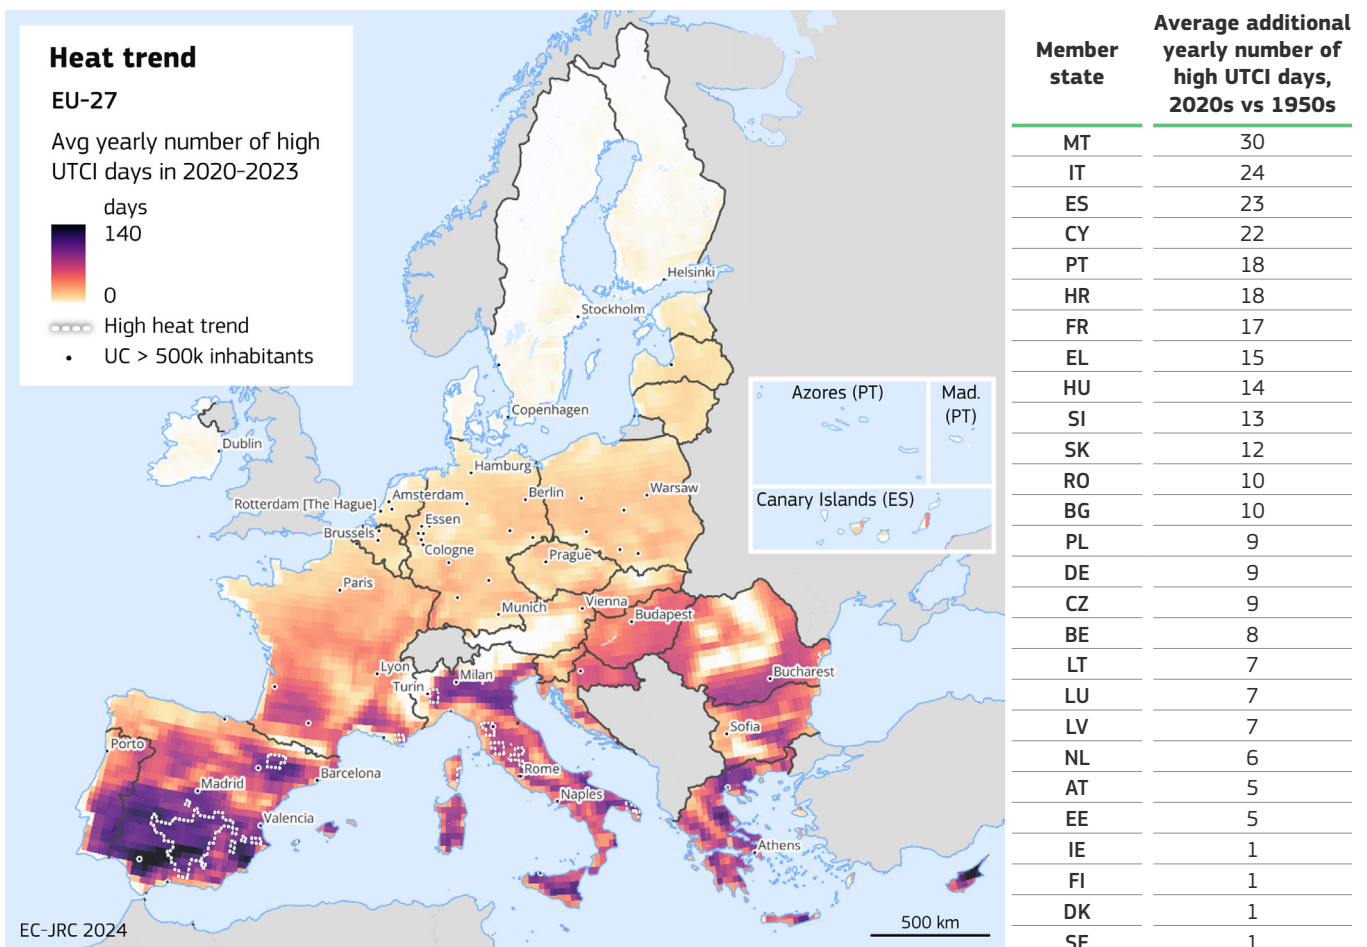 Heat trend
EU-27
Avg yearly number of high
UTCI days in 2020-2023
days
140
0
High heat trend
UC > 500k inhabitants
Helsinki
Stockholm
Copenhagen
Dublin
Hamburg
Amsterdam
Rotterdam [The Hague]
Berlin
Warsaw
Essen
Brussels
Cologne
Prague
Paris
Munich
Vienna
Budapest
Lyon
Milan
Turin
Bucharest
Sofia
Porto
Madrid
Barcelona
Rome
Naples
Valencia
Athens
Azores (PT)
Mad.
(PT)
Canary Islands (ES)
500 km
EC-JRC 2024
Member
state
Average additional
yearly number of
high UTCI days,
2020s vs 1950s
MT 30
IT 24
ES 23
CY 22
PT 18
HR 18
FR 17
EL 15
HU 14
SI 13
SK 12
RO 10
BG 10
PL 9
DE 9
CZ 9
BE 8
LT 7
LU 7
LV 7
NL 6
AT 5
EE 5
IE 1
FI 1
DK 1
SE 1